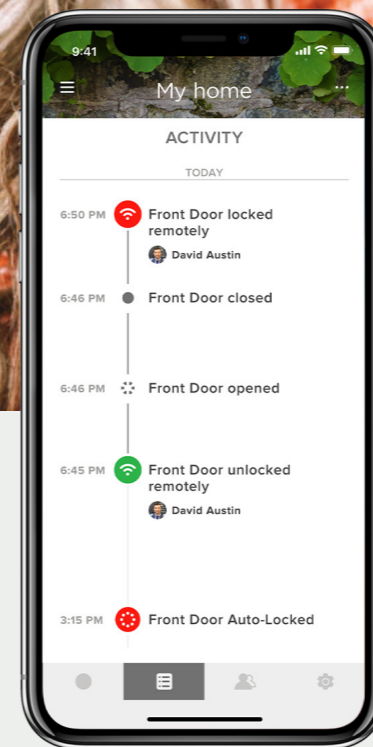 9:41
My home
ACTIVITY
TODAY
6:50 PM Front Door locked
remotely
David Austin
6:46 PM Front Door closed
6:46 PM Front Door opened
6:45 PM Front Door unlocked
remotely
David Austin
3:15 PM Front Door Auto-Locked